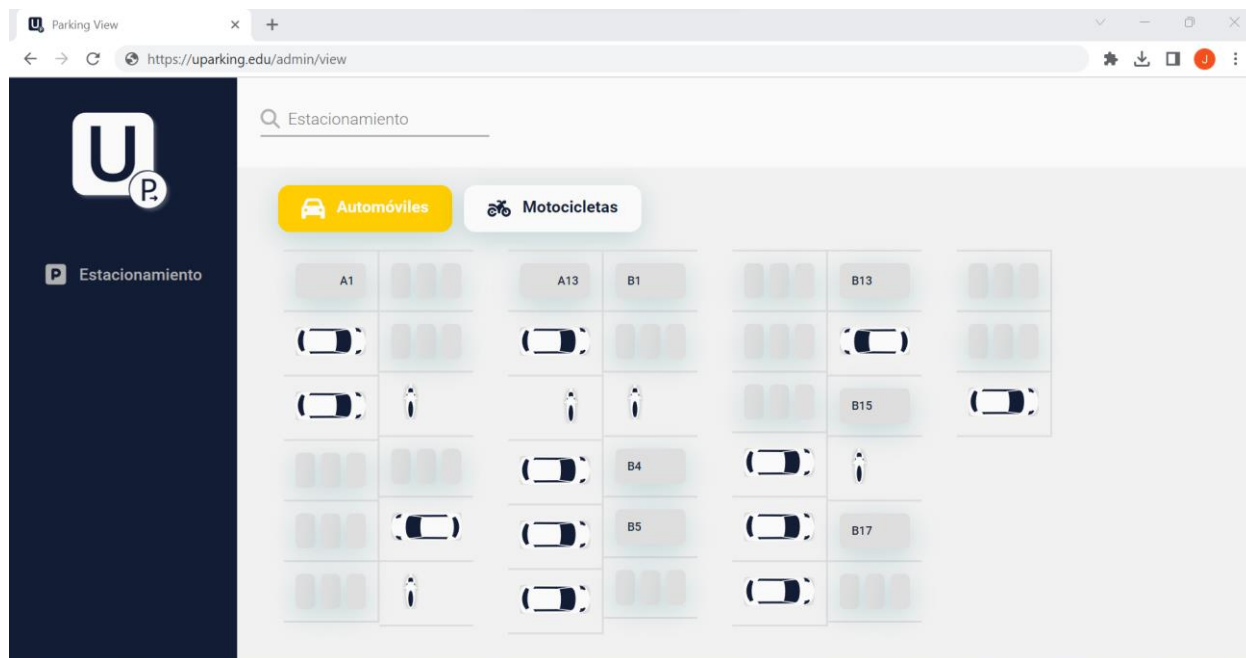 Parking View
https://uparking.edu/admin/view
J
U
P
Estacionamiento
Automóviles
Motocicletas
P Estacionamiento
A1
A13
B1
B13
B15
B4
B5
B17